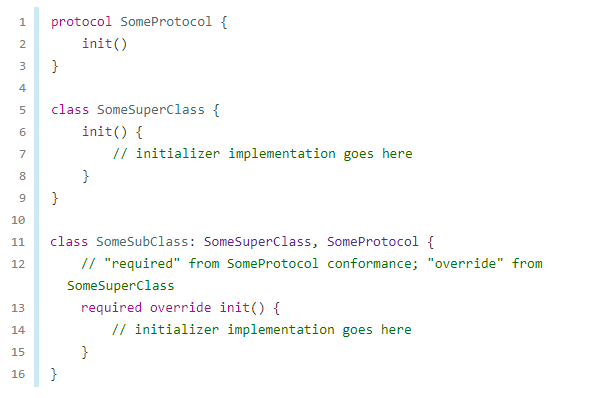 1 protocol SomeProtocol {
2     init()
3 }
4
5 class SomeSuperClass {
6     init() {
7         // initializer implementation goes here
8     }
9 }
10
11 class SomeSubClass: SomeSuperClass, SomeProtocol {
12     // "required" from SomeProtocol conformance; "override" from
SomeSuperClass
13     required override init() {
14         // initializer implementation goes here
15     }
16 }